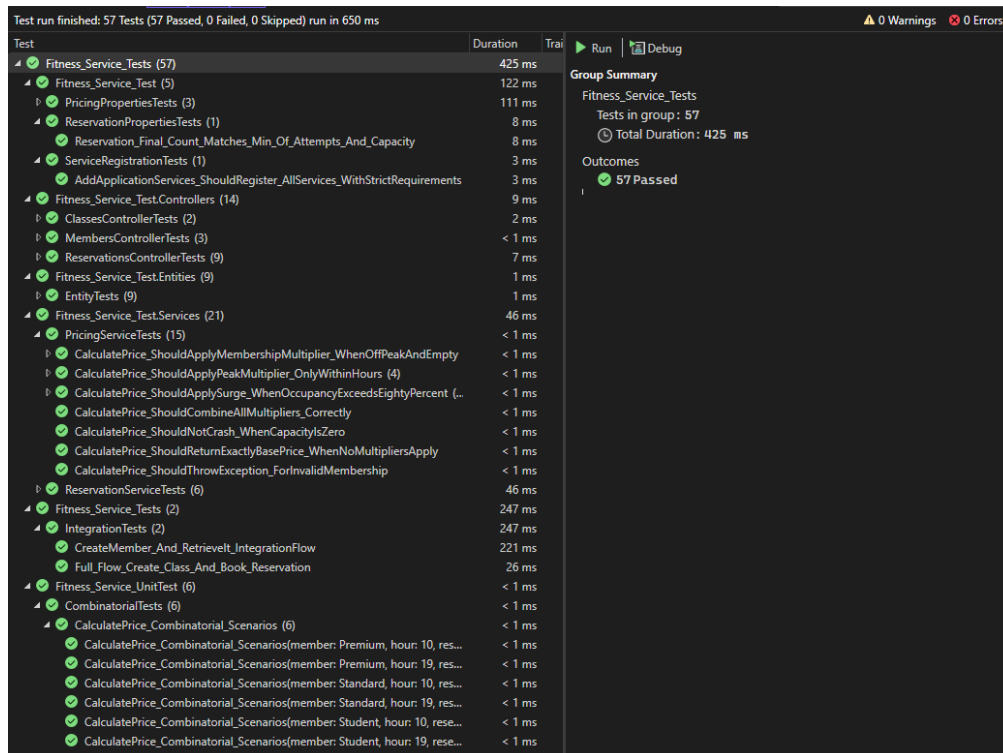 Test run finished: 57 Tests (57 Passed, 0 Failed, 0 Skipped) run in 650 ms 0 Warnings 0 Errors
Test Duration Trai Run Debug
Fitness_Service_Tests (57) 425 ms
Fitness_Service_Test (5) 122 ms
PricingPropertiesTests (3) 111 ms
ReservationPropertiesTests (1) 8 ms
Reservation_Final_Count_Matches_Min_Of_Attempts_And_Capacity 8 ms
ServiceRegistrationTests (1) 3 ms
AddApplicationServices_ShouldRegister_AllServices_WithStrictRequirements 3 ms
Fitness_Service_Test.Controllers (14) 9 ms
ClassesControllerTests (2) 2 ms
MembersControllerTests (3) < 1 ms
ReservationsControllerTests (9) 7 ms
Fitness_Service_Test.Entities (9) 1 ms
EntityTests (9) 1 ms
Fitness_Service_Test.Services (21) 46 ms
PricingServiceTests (15) < 1 ms
CalculatePrice_ShouldApplyMembershipMultiplier_WhenOffPeakAndEmpty < 1 ms
CalculatePrice_ShouldApplyPeakMultiplier_OnlyWithinHours (4) < 1 ms
CalculatePrice_ShouldApplySurge_WhenOccupancyExceedsEightyPercent (... < 1 ms
CalculatePrice_ShouldCombineAllMultipliers_Correctly < 1 ms
CalculatePrice_ShouldNotCrash_WhenCapacityIsZero < 1 ms
CalculatePrice_ShouldReturnExactlyBasePrice_WhenNoMultipliersApply < 1 ms
CalculatePrice_ShouldThrowException_ForInvalidMembership < 1 ms
ReservationServiceTests (6) 46 ms
Fitness_Service_Tests (2) 247 ms
IntegrationTests (2) 247 ms
CreateMember_And_RetrieveIt_IntegrationFlow 221 ms
Full_Flow_Create_Class_And_Book_Reservation 26 ms
Fitness_Service_UnitTest (6) < 1 ms
CombinatorialTests (6) < 1 ms
CalculatePrice_Combinatorial_Scenarios (6) < 1 ms
CalculatePrice_Combinatorial_Scenarios(member: Premium, hour: 10, res... < 1 ms
CalculatePrice_Combinatorial_Scenarios(member: Premium, hour: 19, res... < 1 ms
CalculatePrice_Combinatorial_Scenarios(member: Standard, hour: 10, res... < 1 ms
CalculatePrice_Combinatorial_Scenarios(member: Standard, hour: 19, res... < 1 ms
CalculatePrice_Combinatorial_Scenarios(member: Student, hour: 10, rese... < 1 ms
CalculatePrice_Combinatorial_Scenarios(member: Student, hour: 19, rese... < 1 ms
Group Summary
Fitness_Service_Tests
Tests in group: 57
Total Duration: 425 ms
Outcomes
57 Passed